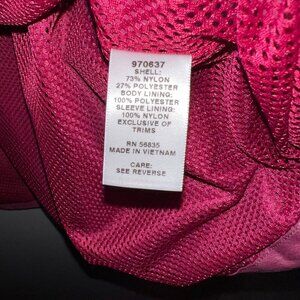 970637
SHELL:
73% NYLON
27% POLYESTER
BODY LINING:
100% POLYESTER
SLEEVE LINING:
100% NYLON
EXCLUSIVE OF
TRIMS
RN 56835
MADE IN VIETNAM
CARE:
SEE REVERSE